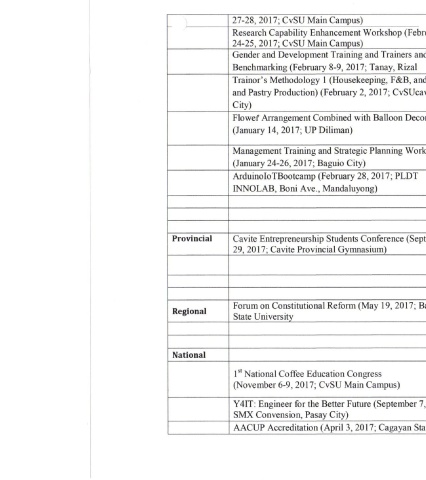 27-28, 2017; CvSU Main Campus)
Research Capability Enhancement Workshop (Febr
24-25, 2017; CvSU Main Campus)
Gender and Development Training and Trainers and
Benchmarking (February 8-9, 2017; Tanay, Rizal
Trainor's Methodology 1 (Housekeeping, F&B, and
and Pastry Production) (February 2, 2017; CvSUcav
City)
Flower Arrangement Combined with Balloon Deco
(January 14, 2017; UP Diliman)
Management Training and Strategic Planning Work
(January 24-26, 2017; Baguio City)
ArduinoIoTBootcamp (February 28, 2017; PLDT
INNOLAB, Boni Ave., Mandaluyong)
Provincial
Cavite Entrepreneurship Students Conference (Sept
29, 2017; Cavite Provincial Gymnasium)
Regional
Forum on Constitutional Reform (May 19, 2017; Ba
State University
National
1st National Coffee Education Congress
(November 6-9, 2017; CvSU Main Campus)
Y4IT: Engineer for the Better Future (September 7,
SMX Convension, Pasay City)
AACUP Accreditation (April 3, 2017; Cagayan Sta